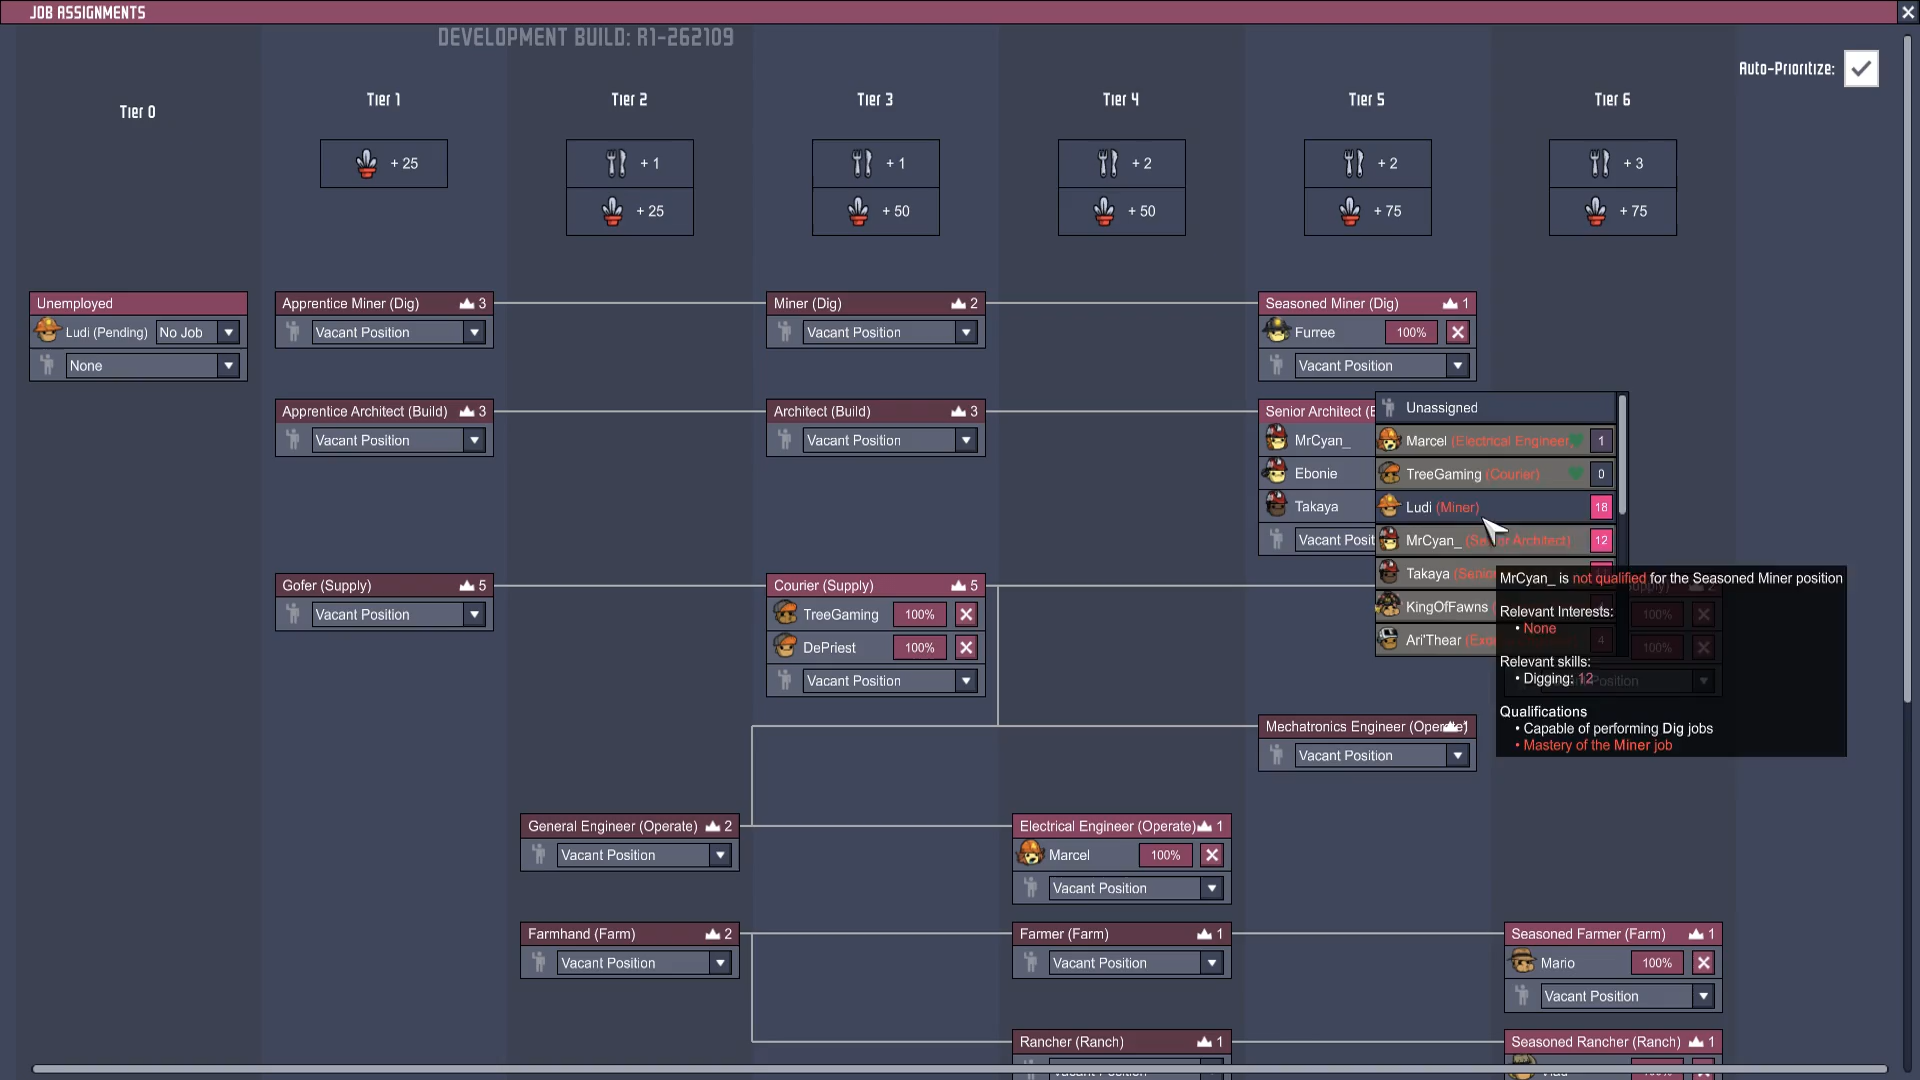 JOB ASSIGNMENTS
DEVELOPMENT BUILD: R1-262109
Auto-Prioritize:
Tier 0
Tier 1
Tier 2
Tier 3
Tier 4
Tier 5
Tier 6
+ 25
+ 1
+ 1
+ 2
+ 2
+ 3
+ 25
+ 50
+ 50
+ 75
+ 75
Unemployed
Ludi (Pending) No Job
None
Apprentice Miner (Dig) 3
Vacant Position
Miner (Dig) 2
Vacant Position
Seasoned Miner (Dig) 1
Furree 100%
Vacant Position
Apprentice Architect (Build) 3
Vacant Position
Architect (Build) 3
Vacant Position
Senior Architect
MrCyan_
Ebonie
Takaya
Vacant
Unassigned
Marcel (Electrical Engineer 1
TreeGaming (Courier) 0
Ludi (Miner) 18
MrCyan_ Architect) 12
Takaya
KingOfFawns
Ari'Thear 4
MrCyan_ is not qualified for the Seasoned Miner position
Relevant Interests:
• None
Relevant skills:
• Digging: 12
Qualifications
• Capable of performing Dig jobs
• Mastery of the Miner job
Gofer (Supply) 5
Vacant Position
Courier (Supply) 5
TreeGaming 100%
DePriest 100%
Vacant Position
100%
100%
Mechatronics Engineer (Operate) 1
Vacant Position
General Engineer (Operate) 2
Vacant Position
Electrical Engineer (Operate) 1
Marcel 100%
Vacant Position
Farmhand (Farm) 2
Vacant Position
Farmer (Farm) 1
Vacant Position
Seasoned Farmer (Farm) 1
Mario 100%
Vacant Position
Rancher (Ranch) 1
Vacant Position
Seasoned Rancher (Ranch) 1
100%